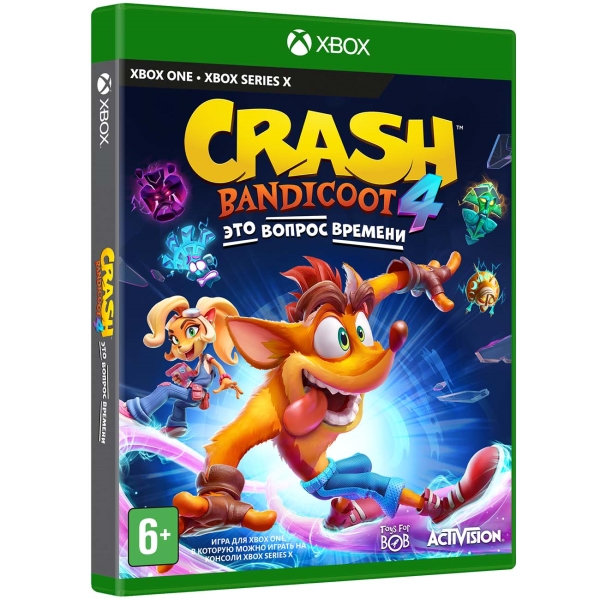 XBOX
XBOX ONE • XBOX SERIES X
CRASH™
BANDICOOT 4
ЭТО ВОПРОС ВРЕМЕНИ
6+
ИГРА ДЛЯ XBOX ONE,
В КОТОРУЮ МОЖНО ИГРАТЬ НА
КОНСОЛИ XBOX SERIES X
TOYS FOR
BOB
ACTIVISION
XBOX
CRASH
BANDICOOT 4
ЭТО ВОПРОС ВРЕМЕНИ